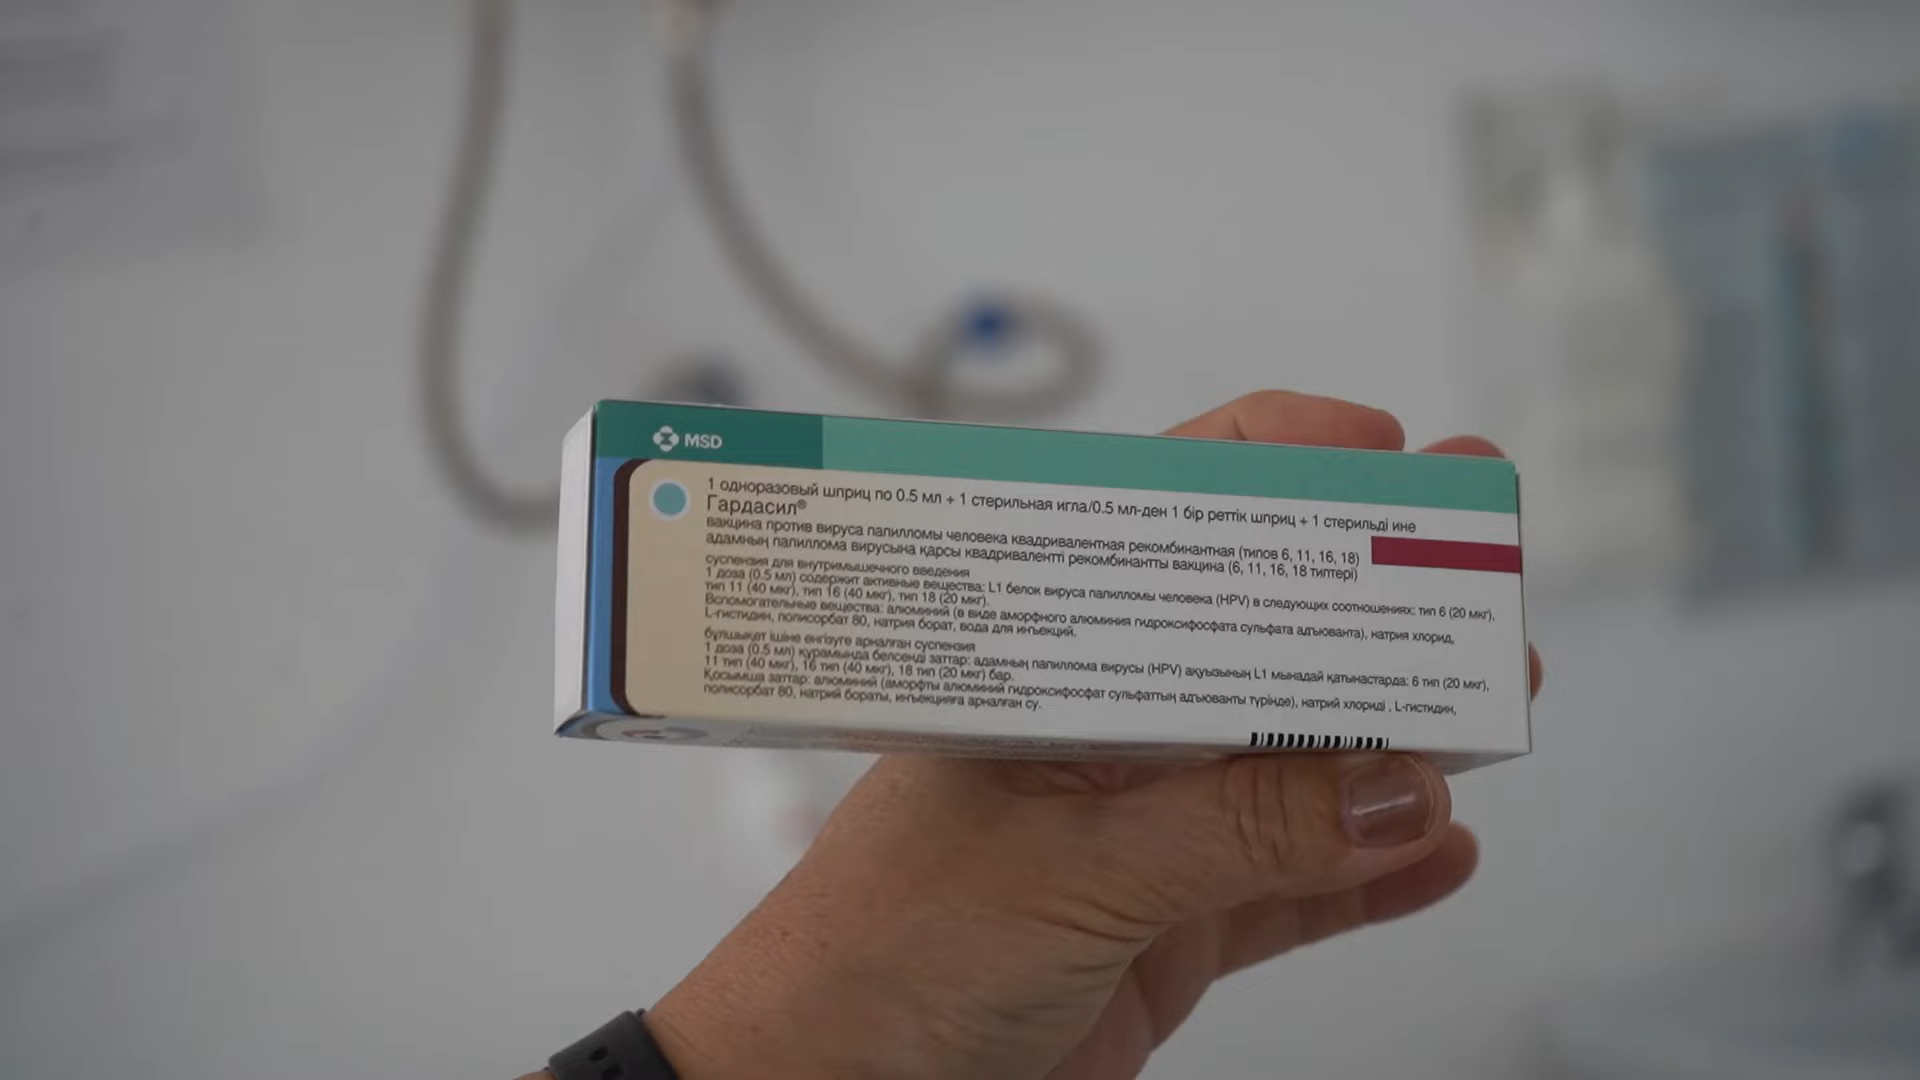 MSD
1 одноразовый шприц по 0.5 мл + 1 стерильная игла/0.5 мл-ден 1 бір реттік шприц + 1 стерильді ине
Гардасил®
вакцина против вируса папилломы человека квадривалентная рекомбинантная (типов 6, 11, 16, 18)
адамның папиллома вирусына қарсы квадривалентті рекомбинантты вакцина (6, 11, 16, 18 типтері)
суспензия для внутримышечного введения
1 доза (0.5 мл) содержит активные вещества: L1 белок вируса папилломы человека (HPV) в следующих соотношениях: тип 6 (20 мкг),
тип 11 (40 мкг), тип 16 (40 мкг), тип 18 (20 мкг).
Вспомогательные вещества: алюминий (в виде аморфного алюминия гидроксифосфата сульфата адъюванта), натрия хлорид,
L-гистидин, полисорбат 80, натрия борат, вода для инъекций.
бұлшықет ішіне енгізуге арналған суспензия
1 доза (0.5 мл) құрамында белсенді заттар: адамның папиллома вирусы (HPV) ақуызының L1 мынадай қатынастарда: 6 тип (20 мкг),
11 тип (40 мкг), 16 тип (40 мкг), 18 тип (20 мкг) бар.
Қосымша заттар: алюминий (аморфты алюминий гидроксифосфат сульфаттың адъюванты түрінде), натрий хлориді , L-гистидин,
полисорбат 80, натрий бораты, инъекцияға арналған су.